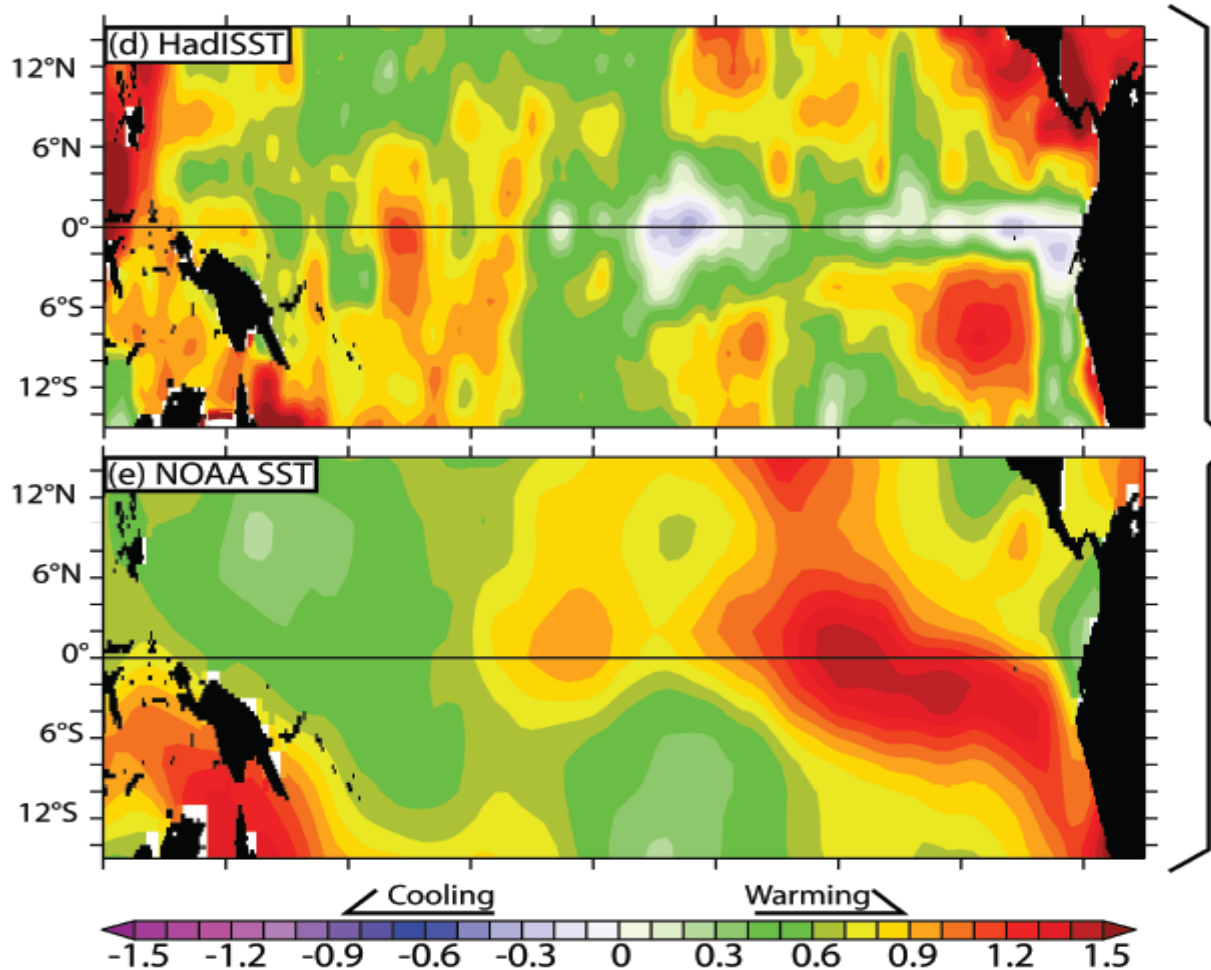 (d) HadISST
12°N
6°N
0°
6°S
12°S
(e) NOAA SST
12°N
6°N
0°
6°S
12°S
Cooling Warming
-1.5 -1.2 -0.9 -0.6 -0.3 0 0.3 0.6 0.9 1.2 1.5